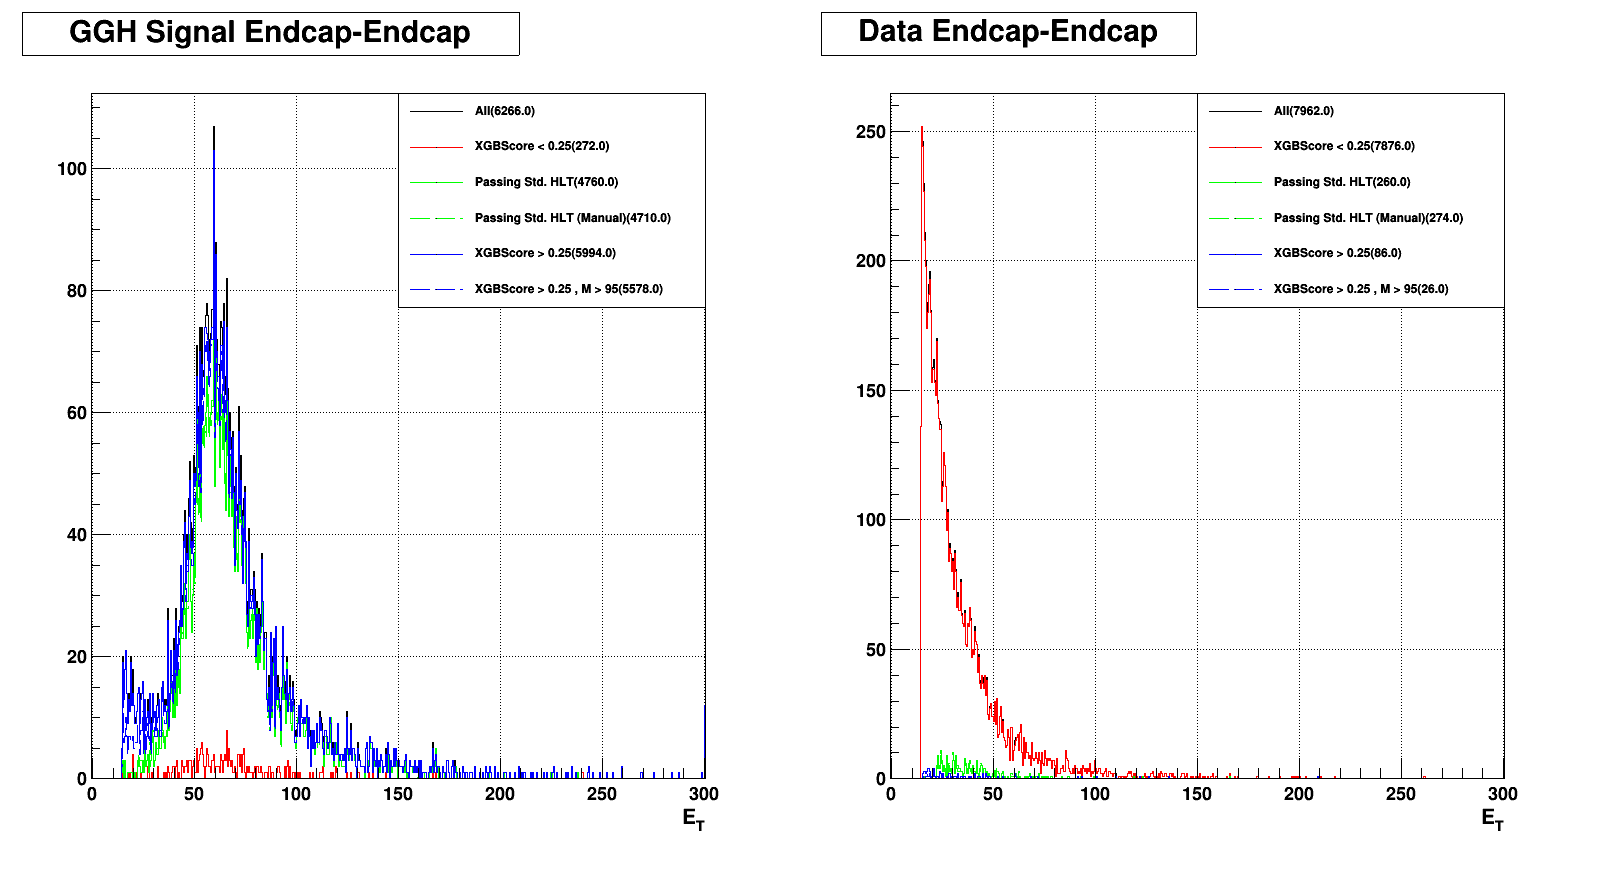 GGH Signal Endcap-Endcap
All(6266.0)
XGBScore < 0.25(272.0)
Passing Std. HLT(4760.0)
Passing Std. HLT (Manual)(4710.0)
XGBScore > 0.25(5994.0)
XGBScore > 0.25 , M > 95(5578.0)
100
80
60
40
20
0
0 50 100 150 200 250 300
E_T
Data Endcap-Endcap
All(7962.0)
XGBScore < 0.25(7876.0)
Passing Std. HLT(260.0)
Passing Std. HLT (Manual)(274.0)
XGBScore > 0.25(86.0)
XGBScore > 0.25 , M > 95(26.0)
250
200
150
100
50
0
0 50 100 150 200 250 300
E_T